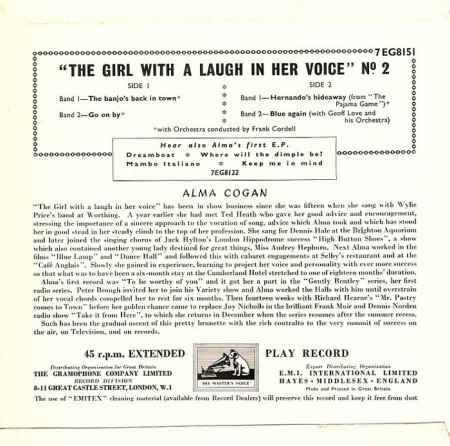 7EG8151
"THE GIRL WITH A LAUGH IN HER VOICE" Nº 2
SIDE 1
Band 1—The banjo's back in town*
Band 2—Go on by*
SIDE 2
Band 1—Hernando's hideaway (from "The
Pajama Game")*
Band 2—Blue again (with Geoff Love and
his Orchestra)
*with Orchestra conducted by Frank Cordell
Hear also Alma's first E.P.
Dreamboat * Where will the dimple be?
Mambo Italiano * Keep me in mind
7EG8122
ALMA COGAN
"The Girl with a laugh in her voice" has been in show business since she was fifteen when she sang with Wylie
Price's band at Worthing. A year earlier she had met Ted Heath who gave her good advice and encouragement,
stressing the importance of a sincere approach to the vocation of song, advice which Alma took and which has stood
her in good stead in her steady climb to the top of her profession. She sang for Dennis Hale at the Brighton Aquarium
and later joined the singing chorus of Jack Hylton's London Hippodrome success "High Button Shoes", a show
which also contained another young lady destined for great things, Miss Audrey Hepburn. Next Alma worked in the
films "Blue Lamp" and "Dance Hall" and followed this with cabaret engagements at Selby's restaurant and at the
"Café Anglais". Slowly she gained in experience, learning to project her voice and personality with ever more success
so that what was to have been a six-month stay at the Cumberland Hotel stretched to one of eighteen months' duration.
Alma's first record was "To be worthy of you" and it got her a part in the "Gently Bentley" series, her first
radio series. Peter Brough invited her to join his Variety show and Alma worked the Halls with him until overstrain
of her vocal chords compelled her to rest for six months. Then fourteen weeks with Richard Hearne's "Mr. Pastry
comes to Town" before her golden chance came to replace Joy Nicholls in the brilliant Frank Muir and Dennis Norden
radio show "Take it from Here", to which she returns in December when the series resumes after the summer recess.
Such has been the gradual ascent of this pretty brunette with the rich contralto to the very summit of success on
the air, on Television, and on records.
45 r.p.m. EXTENDED PLAY RECORD
Distributing Organisation for Great Britain
THE GRAMOPHONE COMPANY LIMITED
RECORD DIVISION
8-11 GREAT CASTLE STREET, LONDON, W.1
"HIS MASTER'S VOICE"
Export Distributing Organisation
E.M.I. INTERNATIONAL LIMITED
HAYES · MIDDLESEX · ENGLAND
Made and Printed in Great Britain
The use of "EMITEX" cleaning material (available from Record Dealers) will preserve this record and keep it free from dust